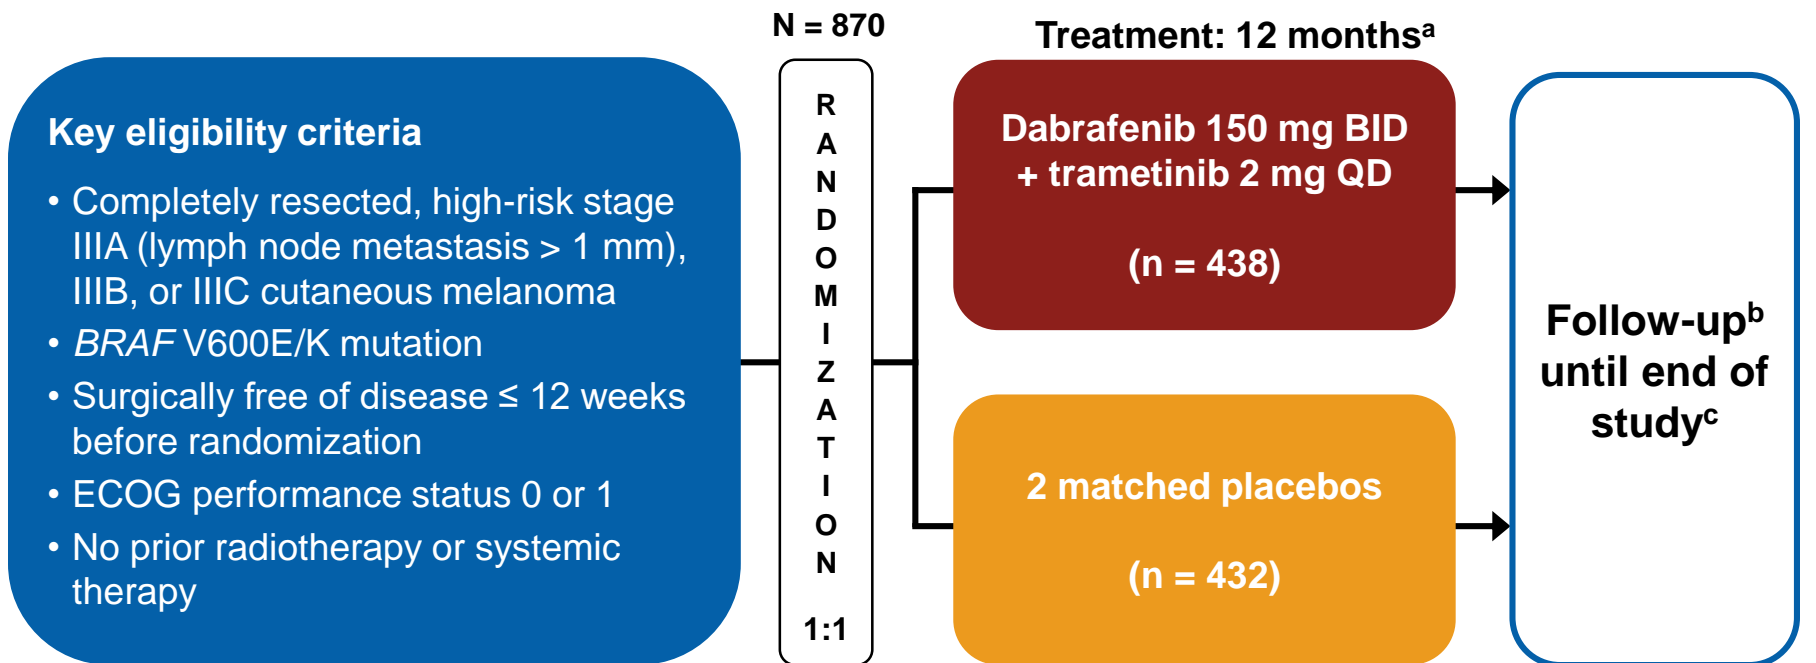 Key eligibility criteria
• Completely resected, high-risk stage
IIIA (lymph node metastasis > 1 mm),
IIIB, or IIIC cutaneous melanoma
• BRAF V600E/K mutation
• Surgically free of disease ≤ 12 weeks
before randomization
• ECOG performance status 0 or 1
• No prior radiotherapy or systemic
therapy
N = 870
RANDOMIZATION
1:1
Treatment: 12 monthsᵃ
Dabrafenib 150 mg BID
+ trametinib 2 mg QD
(n = 438)
2 matched placebos
(n = 432)
Follow-upᵇ
until end of
studyᶜ